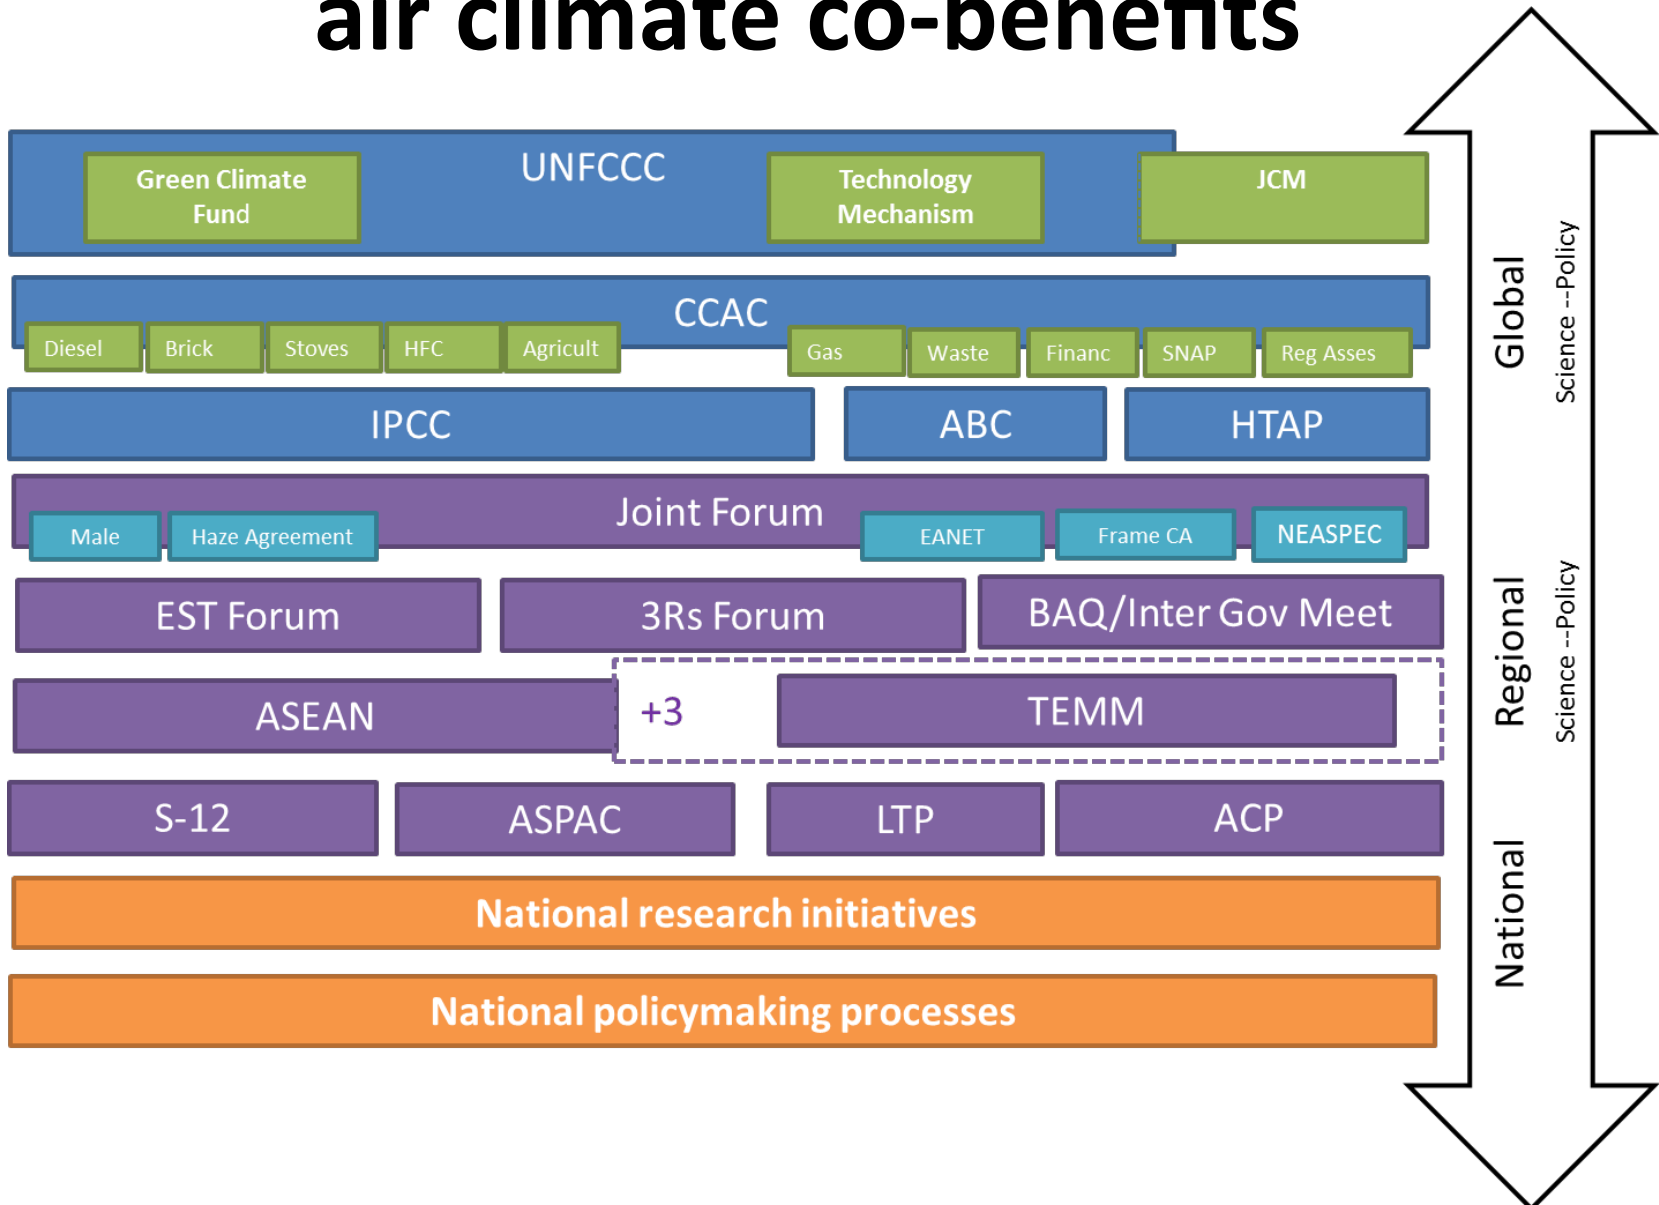 air climate co-benefits
UNFCCC
Green Climate
Fund
Technology
Mechanism
JCM
CCAC
Diesel
Brick
Stoves
HFC
Agricult
Gas
Waste
Financ
SNAP
Reg Asses
IPCC
ABC
HTAP
Joint Forum
Male
Haze Agreement
EANET
Frame CA
NEASPEC
EST Forum
3Rs Forum
BAQ/Inter Gov Meet
ASEAN
+3
TEMM
S-12
ASPAC
LTP
ACP
National research initiatives
National policymaking processes
Global
Science --Policy
Regional
Science --Policy
National